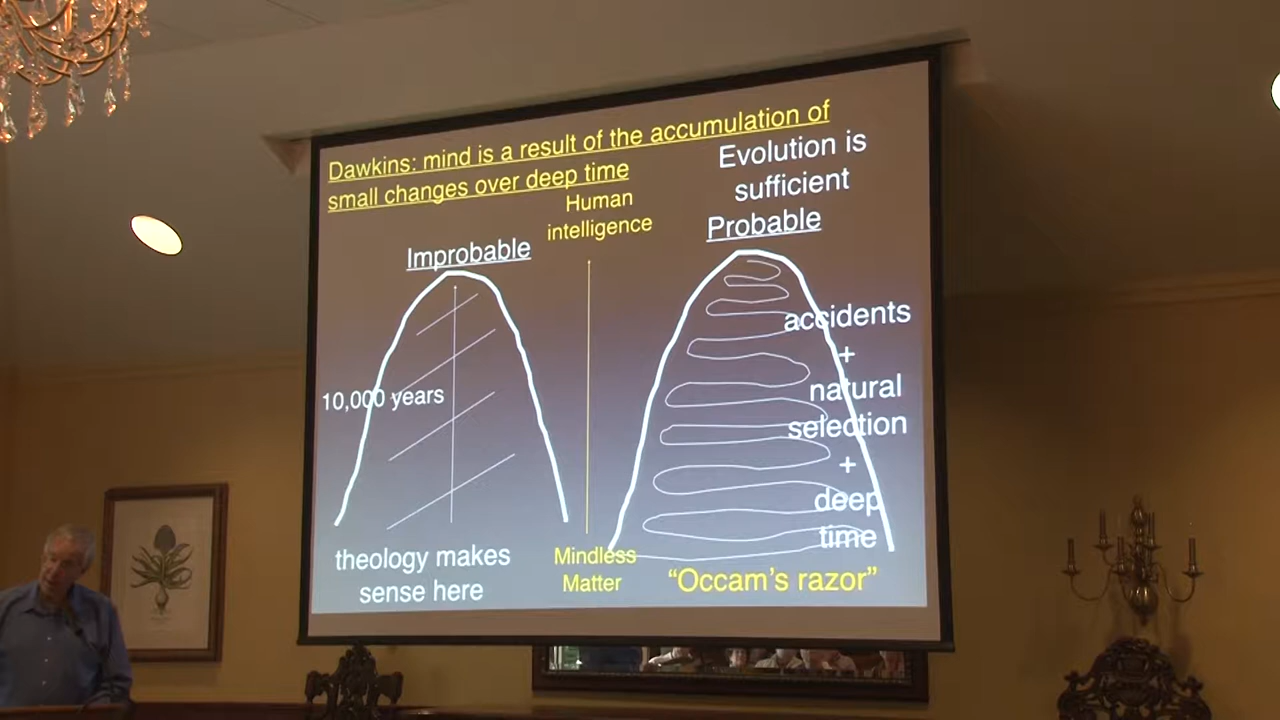 Dawkins: mind is a result of the accumulation of
small changes over deep time
Human
intelligence
Evolution is
sufficient
Improbable
Probable
10,000 years
accidents
+
natural
selection
+
deep
time
theology makes
sense here
Mindless
Matter
“Occam’s razor”